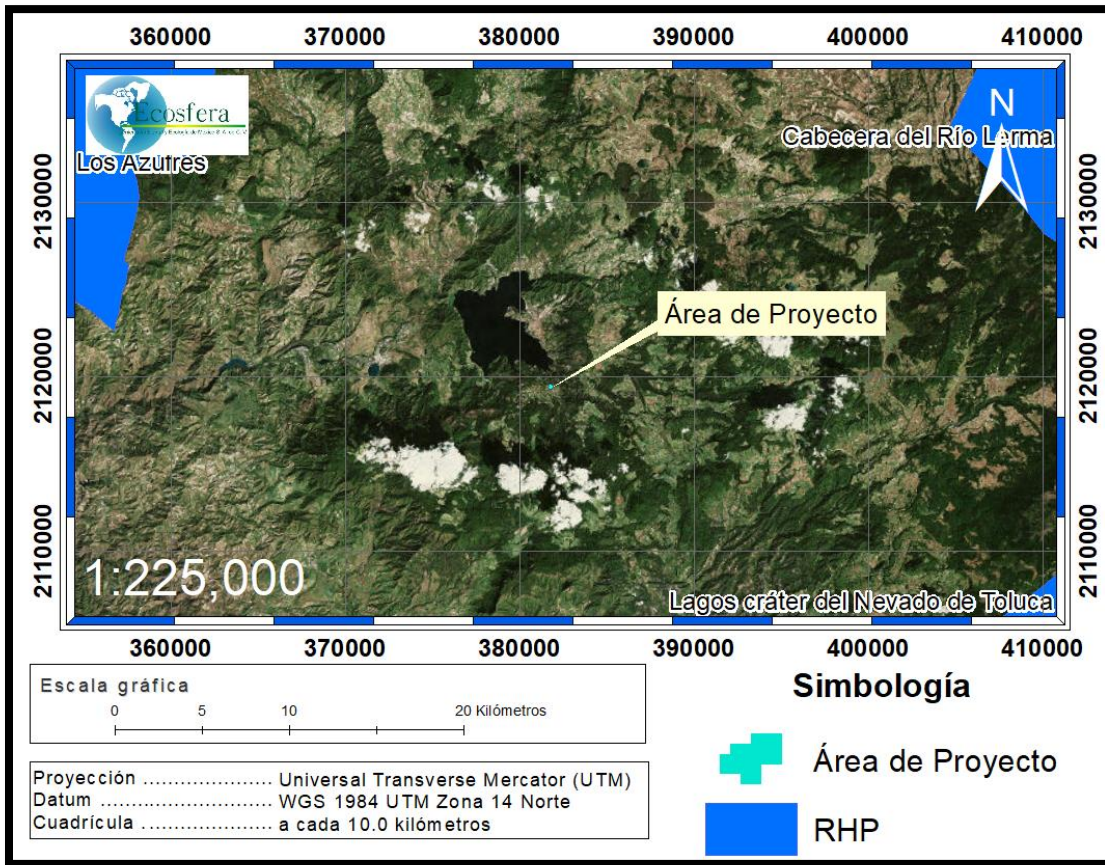 360000 370000 380000 390000 400000 410000
Ecosfera
N
Cabecera del Río Lerma
Los Azufres
2130000 2130000
Área de Proyecto
2120000 2120000
2110000 2110000
1:225,000
Lagos cráter del Nevado de Toluca
360000 370000 380000 390000 400000 410000
Escala gráfica
0 5 10 20 Kilómetros
Proyección ..................... Universal Transverse Mercator (UTM)
Datum ............................. WGS 1984 UTM Zona 14 Norte
Cuadrícula ..................... a cada 10.0 kilómetros
Simbología
Área de Proyecto
RHP